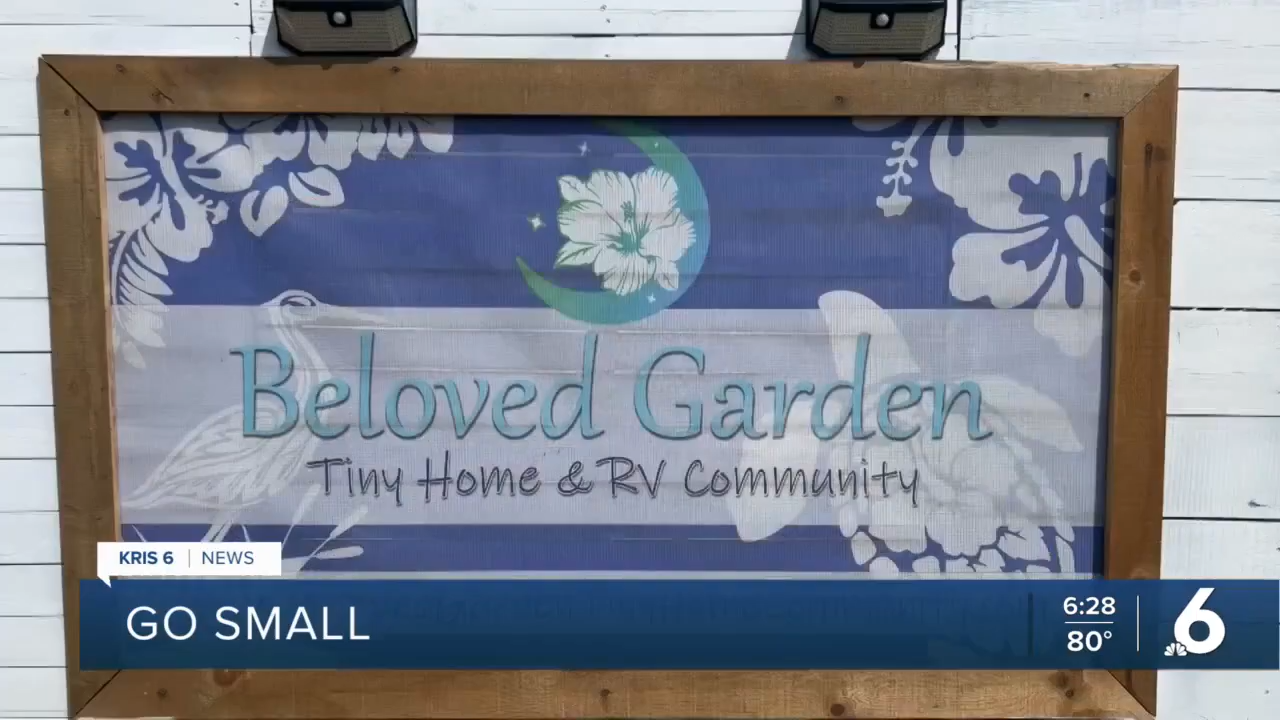 Beloved Garden
Tiny Home & RV Community
KRIS 6 | NEWS
GO SMALL
6:28
80°
6